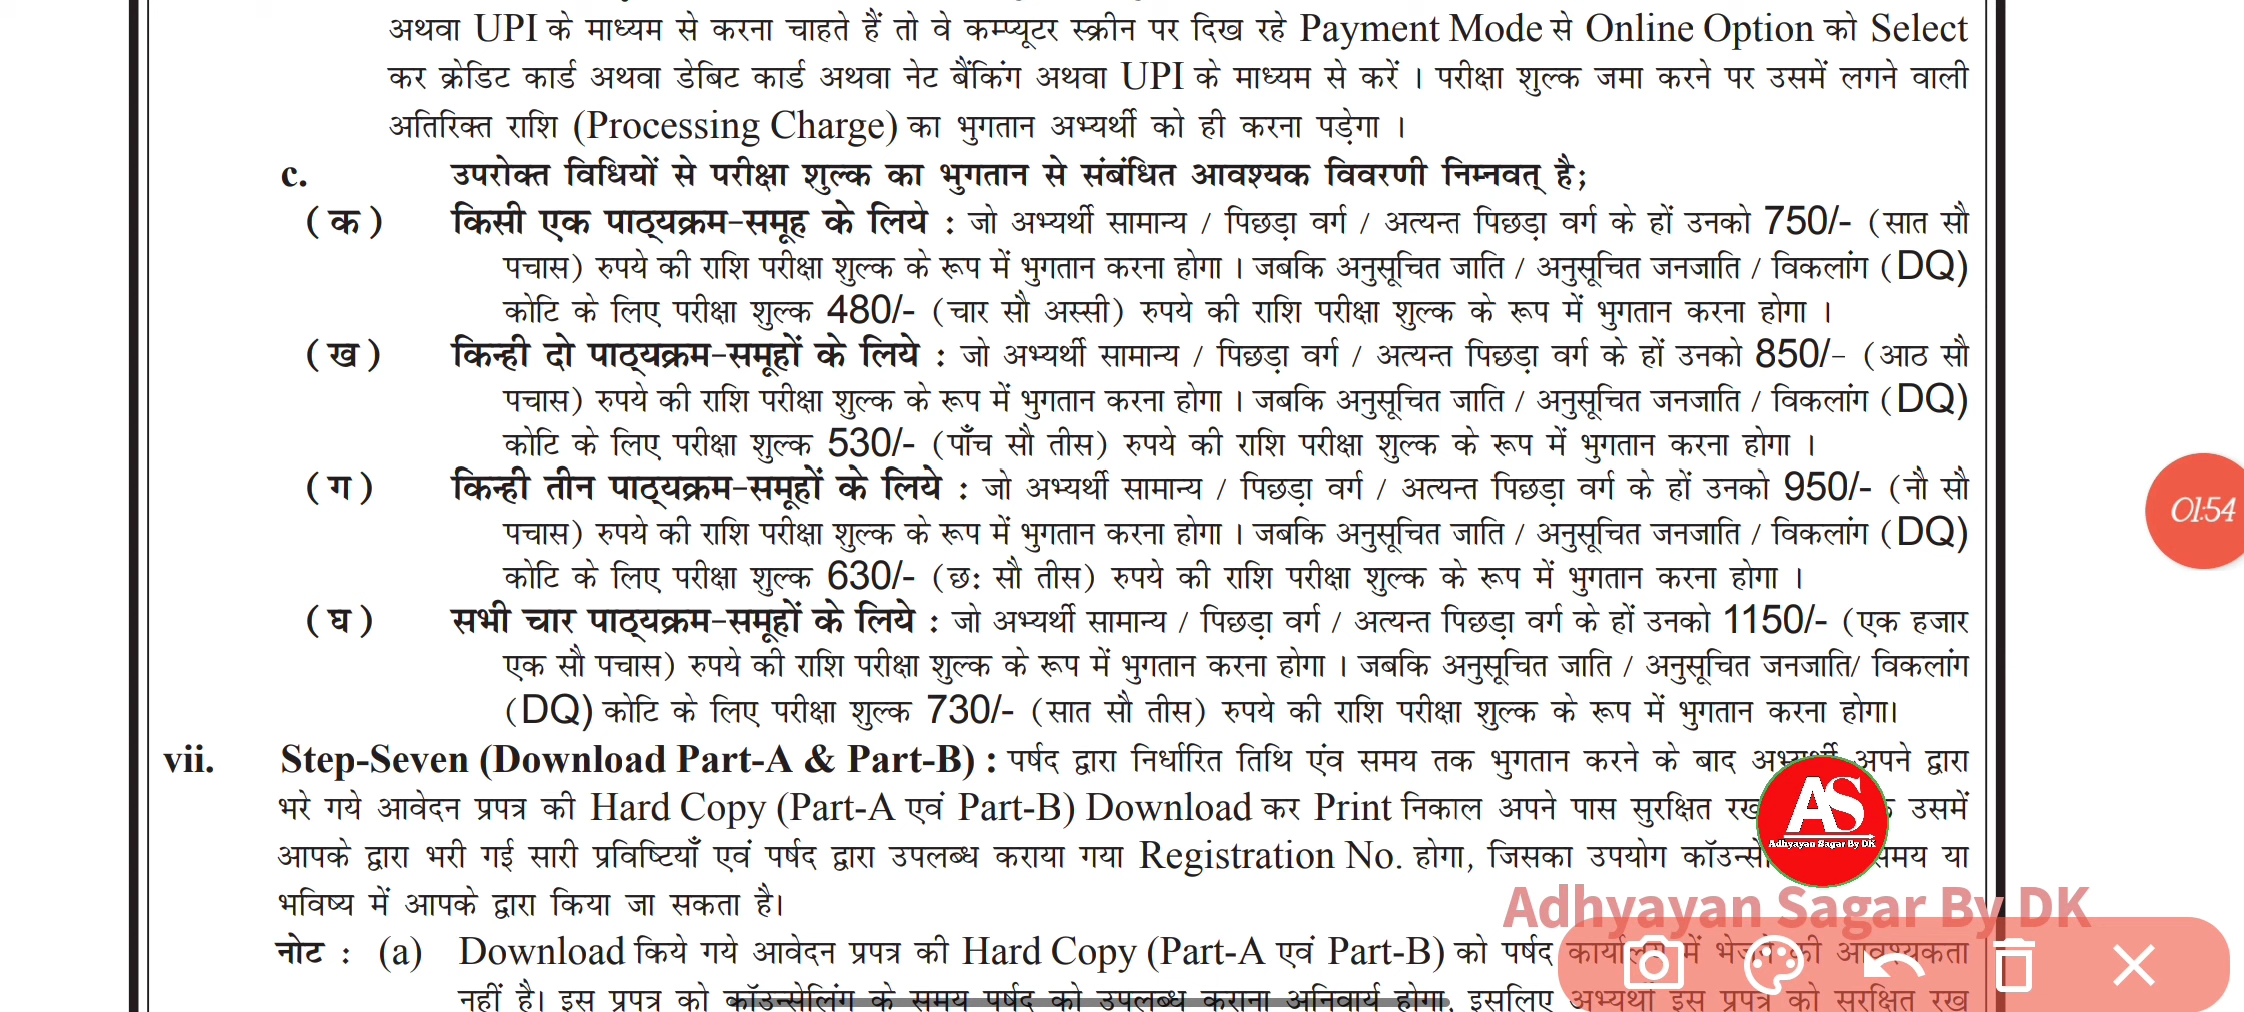 अथवा UPI के माध्यम से करना चाहते हैं तो वे कम्प्यूटर स्क्रीन पर दिख रहे Payment Mode से Online Option को Select
कर क्रेडिट कार्ड अथवा डेबिट कार्ड अथवा नेट बैंकिंग अथवा UPI के माध्यम से करें । परीक्षा शुल्क जमा करने पर उसमें लगने वाली
अतिरिक्त राशि (Processing Charge) का भुगतान अभ्यर्थी को ही करना पड़ेगा ।
c. उपरोक्त विधियों से परीक्षा शुल्क का भुगतान से संबंधित आवश्यक विवरणी निम्नवत् है;
(क) किसी एक पाठ्यक्रम-समूह के लिये : जो अभ्यर्थी सामान्य / पिछड़ा वर्ग / अत्यन्त पिछड़ा वर्ग के हों उनको 750/- (सात सौ
पचास) रुपये की राशि परीक्षा शुल्क के रूप में भुगतान करना होगा । जबकि अनुसूचित जाति / अनुसूचित जनजाति / विकलांग (DQ)
कोटि के लिए परीक्षा शुल्क 480/- (चार सौ अस्सी) रुपये की राशि परीक्षा शुल्क के रूप में भुगतान करना होगा ।
(ख) किन्ही दो पाठ्यक्रम-समूहों के लिये : जो अभ्यर्थी सामान्य / पिछड़ा वर्ग / अत्यन्त पिछड़ा वर्ग के हों उनको 850/- (आठ सौ
पचास) रुपये की राशि परीक्षा शुल्क के रूप में भुगतान करना होगा । जबकि अनुसूचित जाति / अनुसूचित जनजाति / विकलांग (DQ)
कोटि के लिए परीक्षा शुल्क 530/- (पाँच सौ तीस) रुपये की राशि परीक्षा शुल्क के रूप में भुगतान करना होगा ।
(ग) किन्ही तीन पाठ्यक्रम-समूहों के लिये : जो अभ्यर्थी सामान्य / पिछड़ा वर्ग / अत्यन्त पिछड़ा वर्ग के हों उनको 950/- (नौ सौ
पचास) रुपये की राशि परीक्षा शुल्क के रूप में भुगतान करना होगा । जबकि अनुसूचित जाति / अनुसूचित जनजाति / विकलांग (DQ)
कोटि के लिए परीक्षा शुल्क 630/- (छ: सौ तीस) रुपये की राशि परीक्षा शुल्क के रूप में भुगतान करना होगा ।
01:54
(घ) सभी चार पाठ्यक्रम-समूहों के लिये : जो अभ्यर्थी सामान्य / पिछड़ा वर्ग / अत्यन्त पिछड़ा वर्ग के हों उनको 1150/- (एक हजार
एक सौ पचास) रुपये की राशि परीक्षा शुल्क के रूप में भुगतान करना होगा । जबकि अनुसूचित जाति / अनुसूचित जनजाति/ विकलांग
(DQ) कोटि के लिए परीक्षा शुल्क 730/- (सात सौ तीस) रुपये की राशि परीक्षा शुल्क के रूप में भुगतान करना होगा।
vii. Step-Seven (Download Part-A & Part-B) : पर्षद द्वारा निर्धारित तिथि एंव समय तक भुगतान करने के बाद अपने द्वारा
भरे गये आवेदन प्रपत्र की Hard Copy (Part-A एवं Part-B) Download कर Print निकाल अपने पास सुरक्षित उसमें
आपके द्वारा भरी गई सारी प्रविष्टियाँ एवं पर्षद द्वारा उपलब्ध कराया गया Registration No. होगा, जिसका उपयोग समय या
भविष्य में आपके द्वारा किया जा सकता है।
AS
Adhyayan Sagar By DK
Adhyayan Sagar By DK
नोट : (a) Download किये गये आवेदन प्रपत्र की Hard Copy (Part-A एवं Part-B) को पर्षद कार्यालय में भेजने की आवश्यकता
नहीं है। इस प्रपत्र को कॉउन्सेलिंग के समय पर्षद को उपलब्ध कराना अनिवार्य होगा, इसलिए अभ्यर्थी इस प्रपत्र को सुरक्षित रख